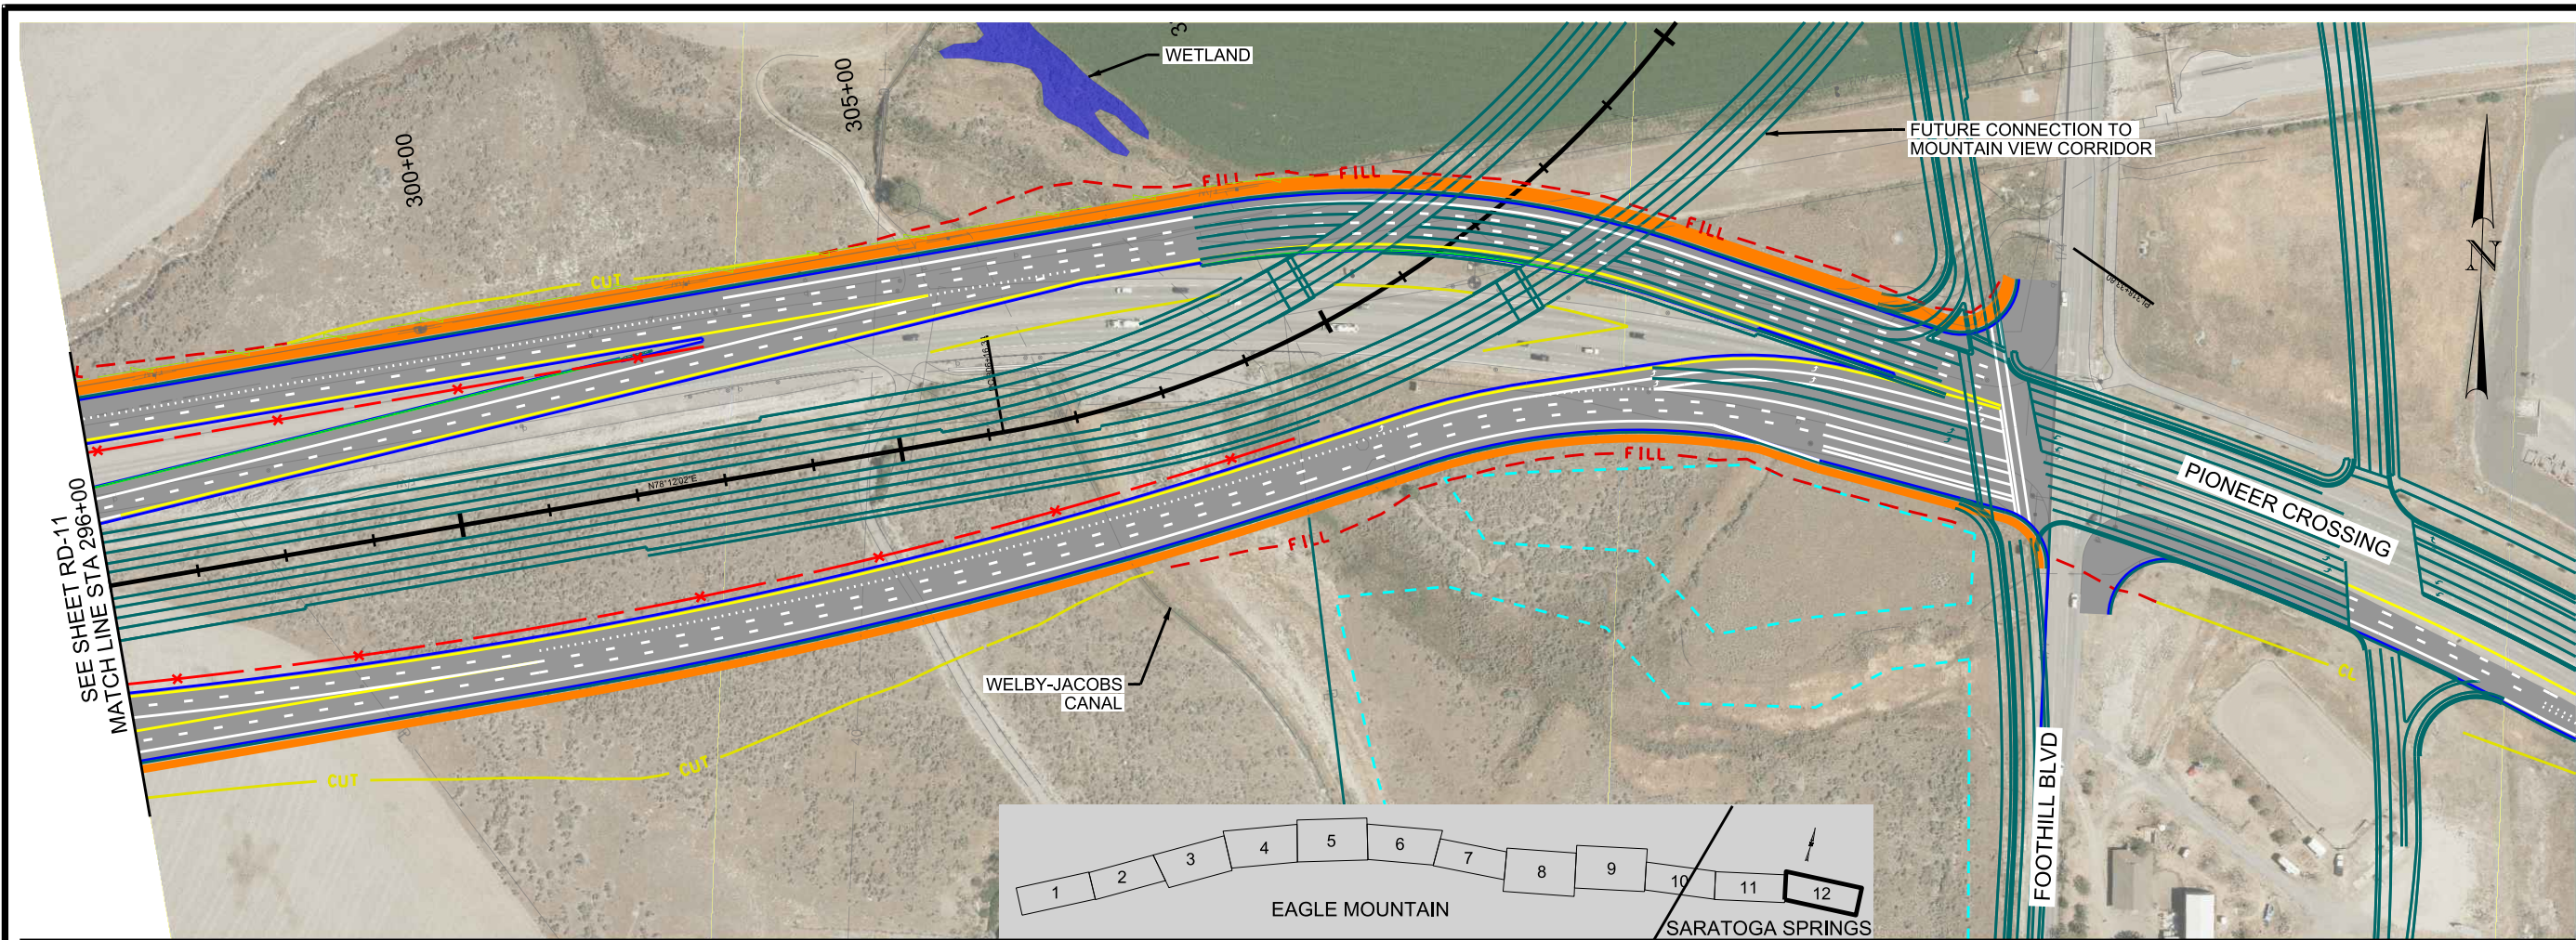 WETLAND
305+00
300+00
FUTURE CONNECTION TO
MOUNTAIN VIEW CORRIDOR
FILL
FILL
FILL
CUT
N
PIONEER CROSSING
N78°12'02"E
SEE SHEET RD-11
MATCH LINE STA 296+00
FILL
FILL
WELBY-JACOBS
CANAL
CUT
CUT
FOOTHILL BLVD
1
2
3
4
5
6
7
8
9
10
11
12
EAGLE MOUNTAIN
SARATOGA SPRINGS